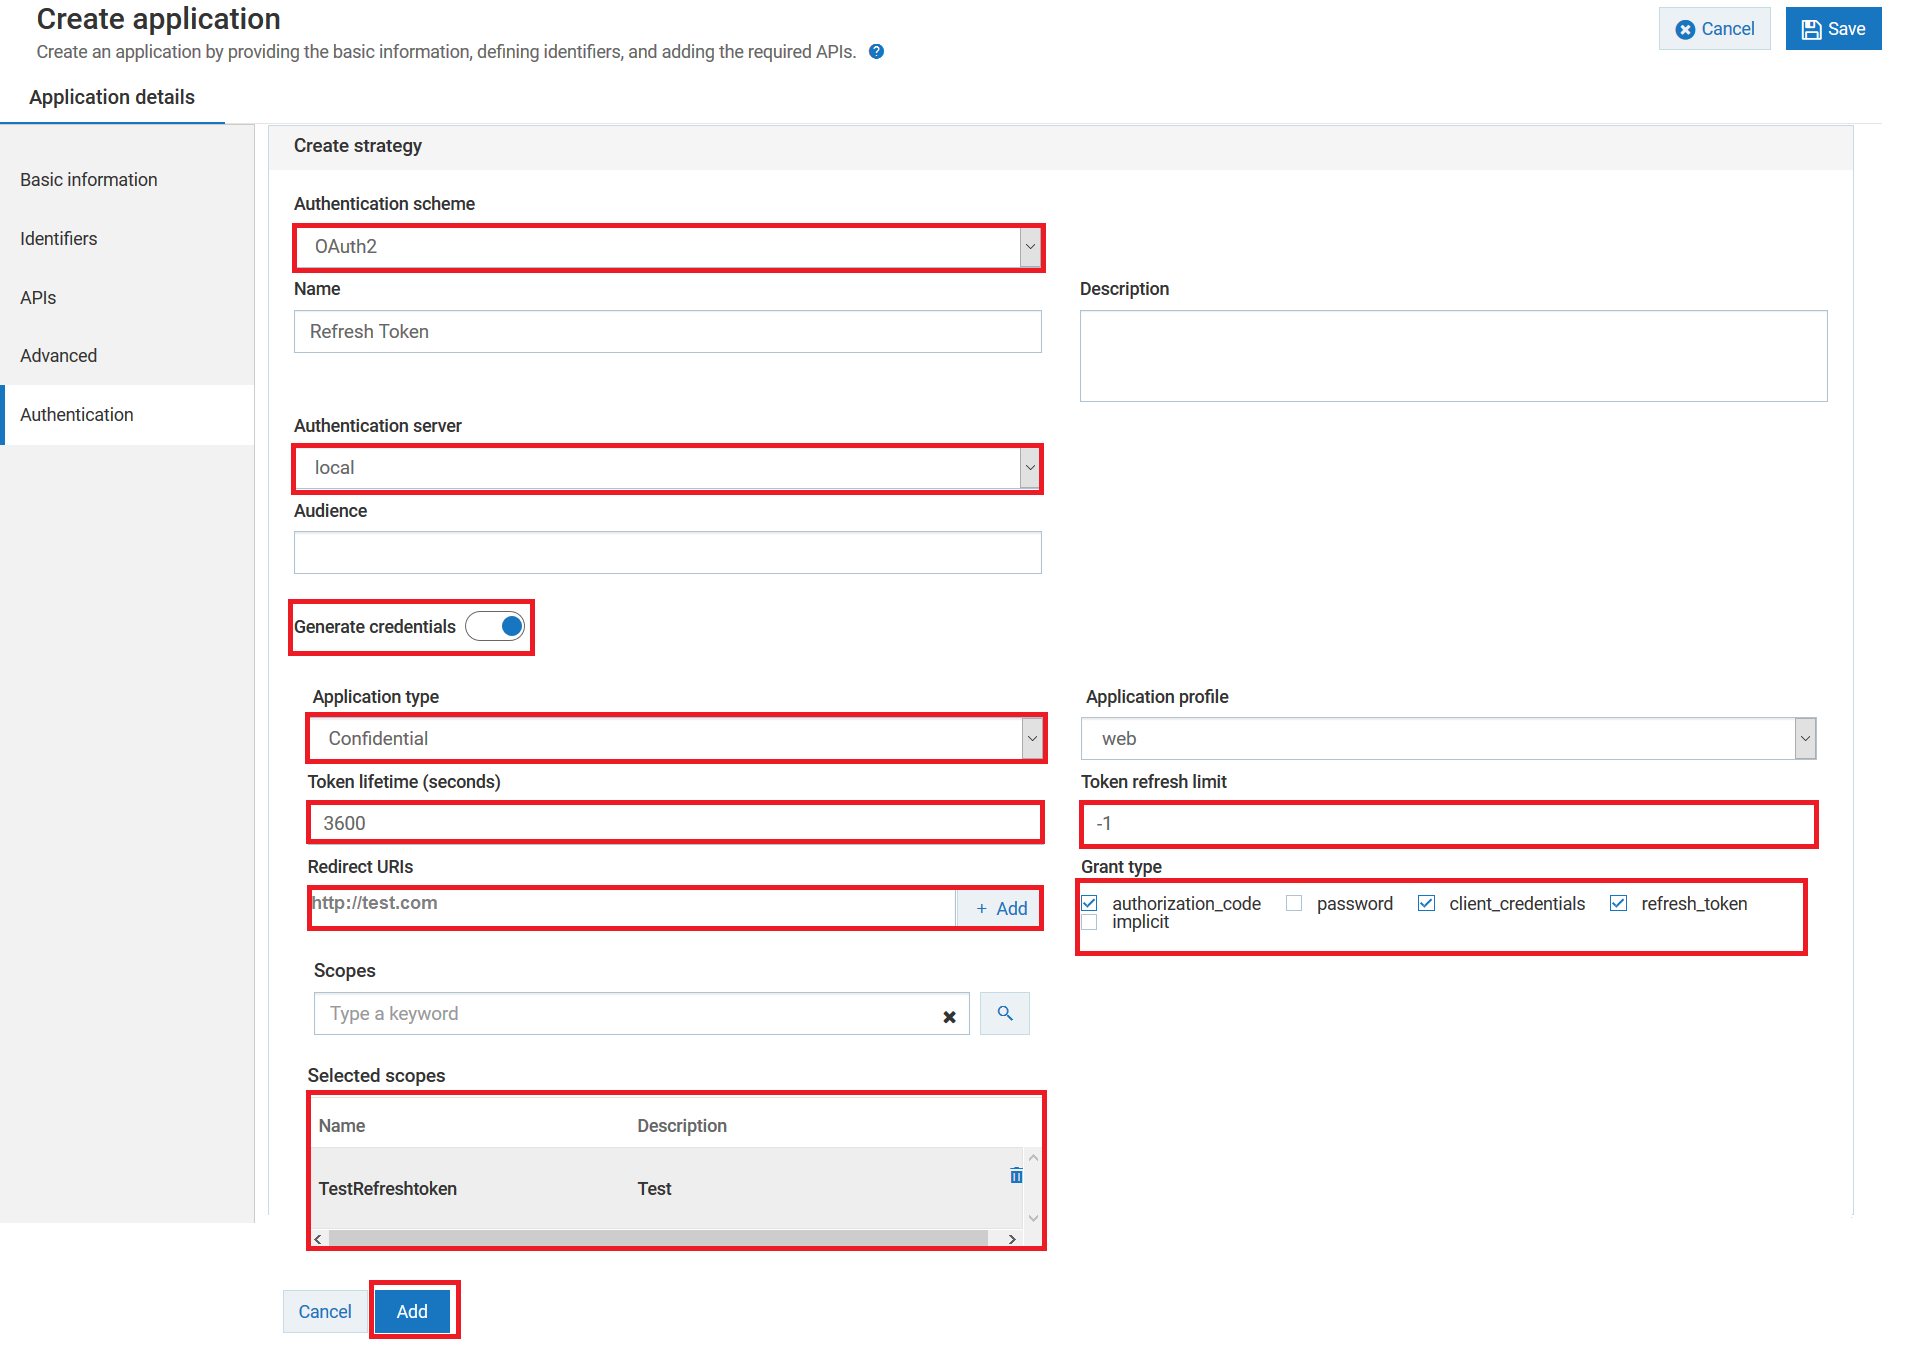 Create application
Cancel
Save
Create an application by providing the basic information, defining identifiers, and adding the required APIs.
Application details
Basic information
Identifiers
APIs
Advanced
Authentication
Create strategy
Authentication scheme
OAuth2
Name
Description
Refresh Token
Authentication server
local
Audience
Generate credentials
Application type
Application profile
Confidential
web
Token lifetime (seconds)
Token refresh limit
3600
-1
Redirect URIs
Grant type
http://test.com
+ Add
authorization_code password client_credentials refresh_token
implicit
Scopes
Type a keyword
Selected scopes
Name Description
TestRefreshtoken Test
Cancel
Add